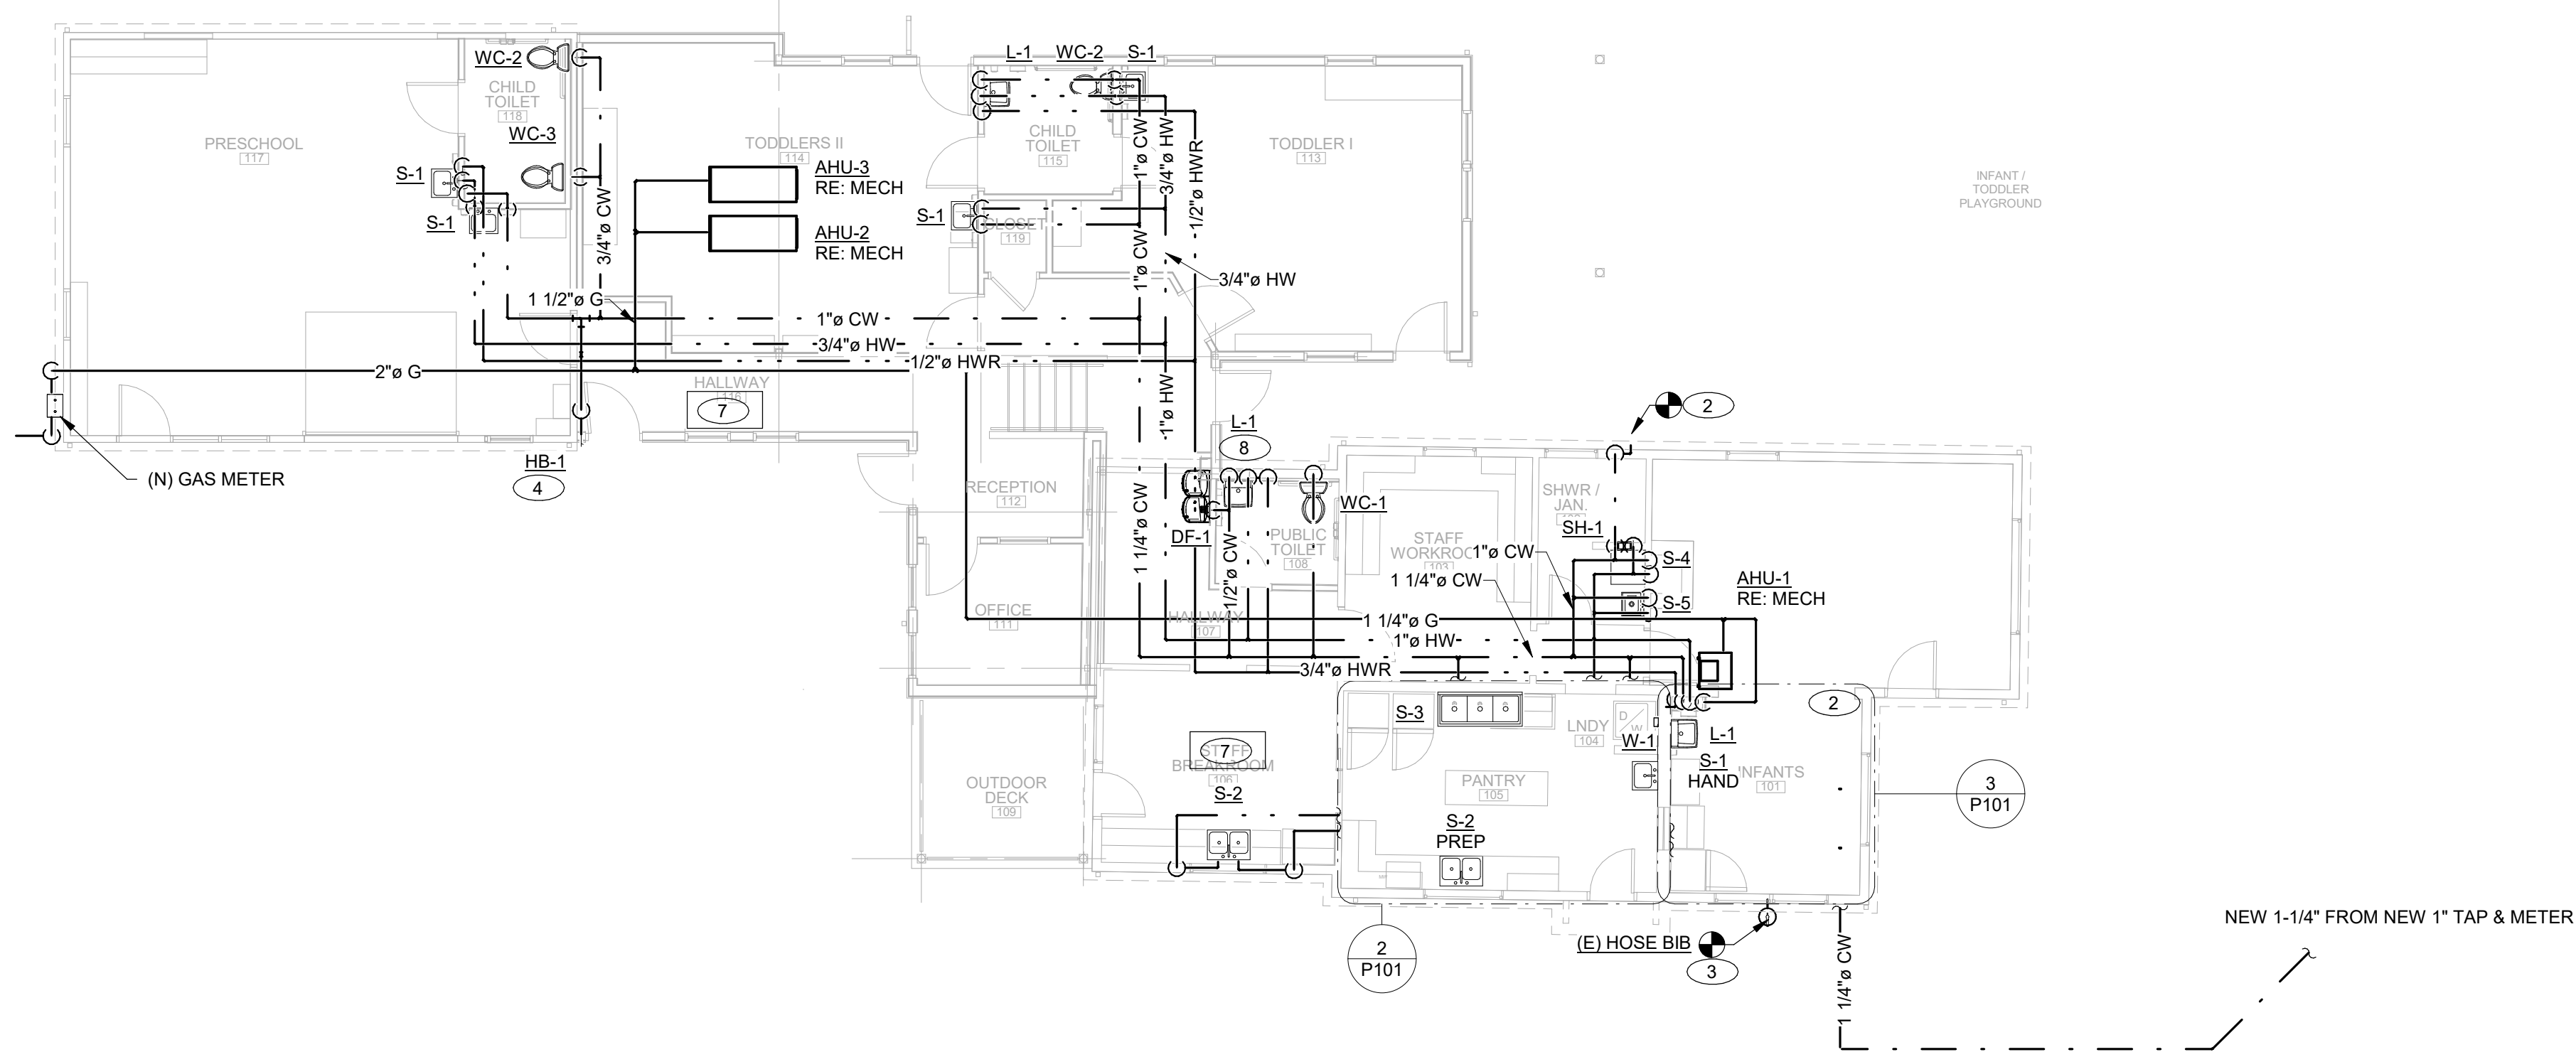 L-1
WC-2
S-1
WC-2
CHILD
TOILET
118
WC-3
PRESCHOOL
117
TODDLERS II
114
CHILD
TOILET
115
TODDLER I
113
1"ø CW
3/4"ø HW
1/2"ø HWR
AHU-3
RE: MECH
S-1
INFANT /
TODDLER
PLAYGROUND
S-1
S-1
CLOSET
119
3/4"ø CW
AHU-2
RE: MECH
1"ø CW
3/4"ø HW
1 1/2"ø G
1"ø CW
3/4"ø HW
1/2"ø HWR
2"ø G
HALLWAY
116
7
1"ø HW
2
L-1
8
HB-1
4
(N) GAS METER
RECEPTION
112
1 1/4"ø CW
DF-1
WC-1
PUBLIC
TOILET
108
1/2"ø CW
STAFF
103
SHWR /
JAN.
SH-1
1"ø CW
1 1/4"ø CW
S-4
S-5
AHU-1
RE: MECH
OFFICE
111
HALLWAY
107
1 1/4"ø G
1"ø HW
3/4"ø HWR
2
S-3
D
W
LNDY
104
W-1
L-1
S-1
HAND
INFANTS
101
7
STAFF
BREAKROOM
106
S-2
OUTDOOR
DECK
109
PANTRY
105
S-2
PREP
3
P101
2
P101
(E) HOSE BIB
3
1 1/4"ø CW
NEW 1-1/4" FROM NEW 1" TAP & METER